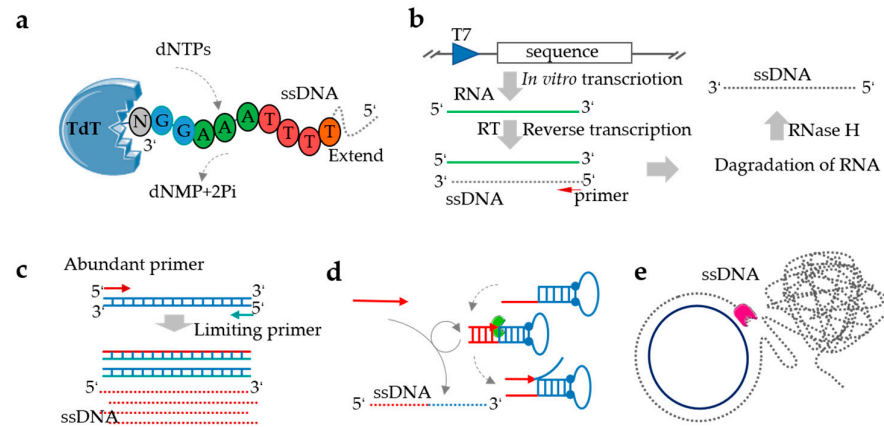 a
dNTPs
ssDNA
5‘
TdT
N G G A A A T T T T
3‘
Extend
dNMP+2Pi
b
T7
sequence
In vitro transcriotion
RNA
5‘ 3‘
RT Reverse transcription
5‘ 3‘
3‘ 5‘
ssDNA primer
ssDNA
3‘ 5‘
RNase H
Dagradation of RNA
c
Abundant primer
5‘ 3‘
3‘ 5‘
Limiting primer
5‘ 3‘
ssDNA
d
ssDNA
5‘ 3‘
e
ssDNA